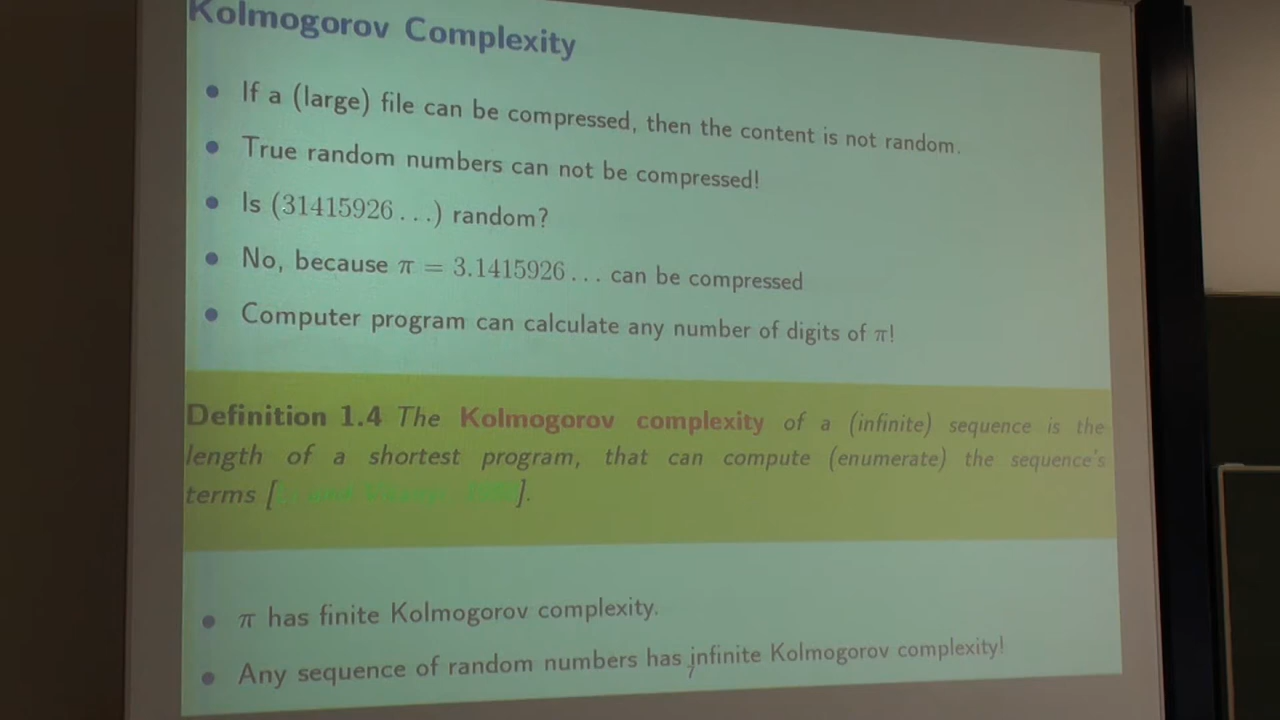 Kolmogorov Complexity
• If a (large) file can be compressed, then the content is not random.
• True random numbers can not be compressed!
• Is (31415926...) random?
• No, because π = 3.1415926... can be compressed
• Computer program can calculate any number of digits of π!
Definition 1.4 The Kolmogorov complexity of a (infinite) sequence is the
length of a shortest program, that can compute (enumerate) the sequence's
terms [ ].
• π has finite Kolmogorov complexity.
• Any sequence of random numbers has infinite Kolmogorov complexity!